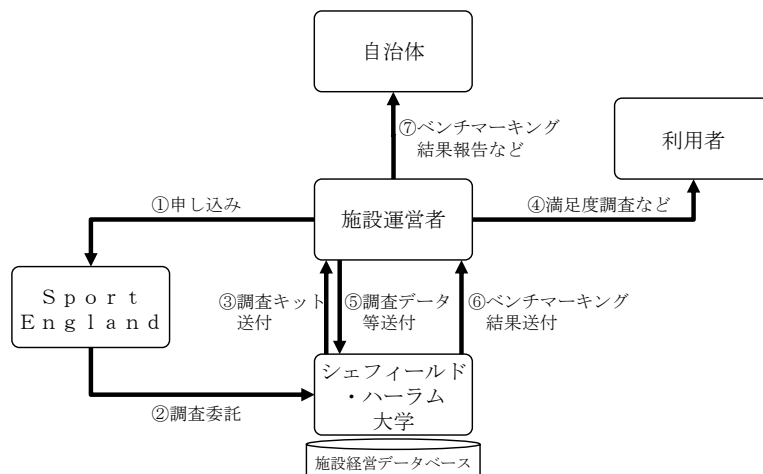 自治体
⑦ベンチマーキング
結果報告など
利用者
①申し込み
施設運営者
④満足度調査など
Ｓｐｏｒｔ
Ｅｎｇｌａｎｄ
③調査キット
送付
⑤調査データ
等送付
⑥ベンチマーキング
結果送付
②調査委託
シェフィールド
・ハーラム
大学
施設経営データベース